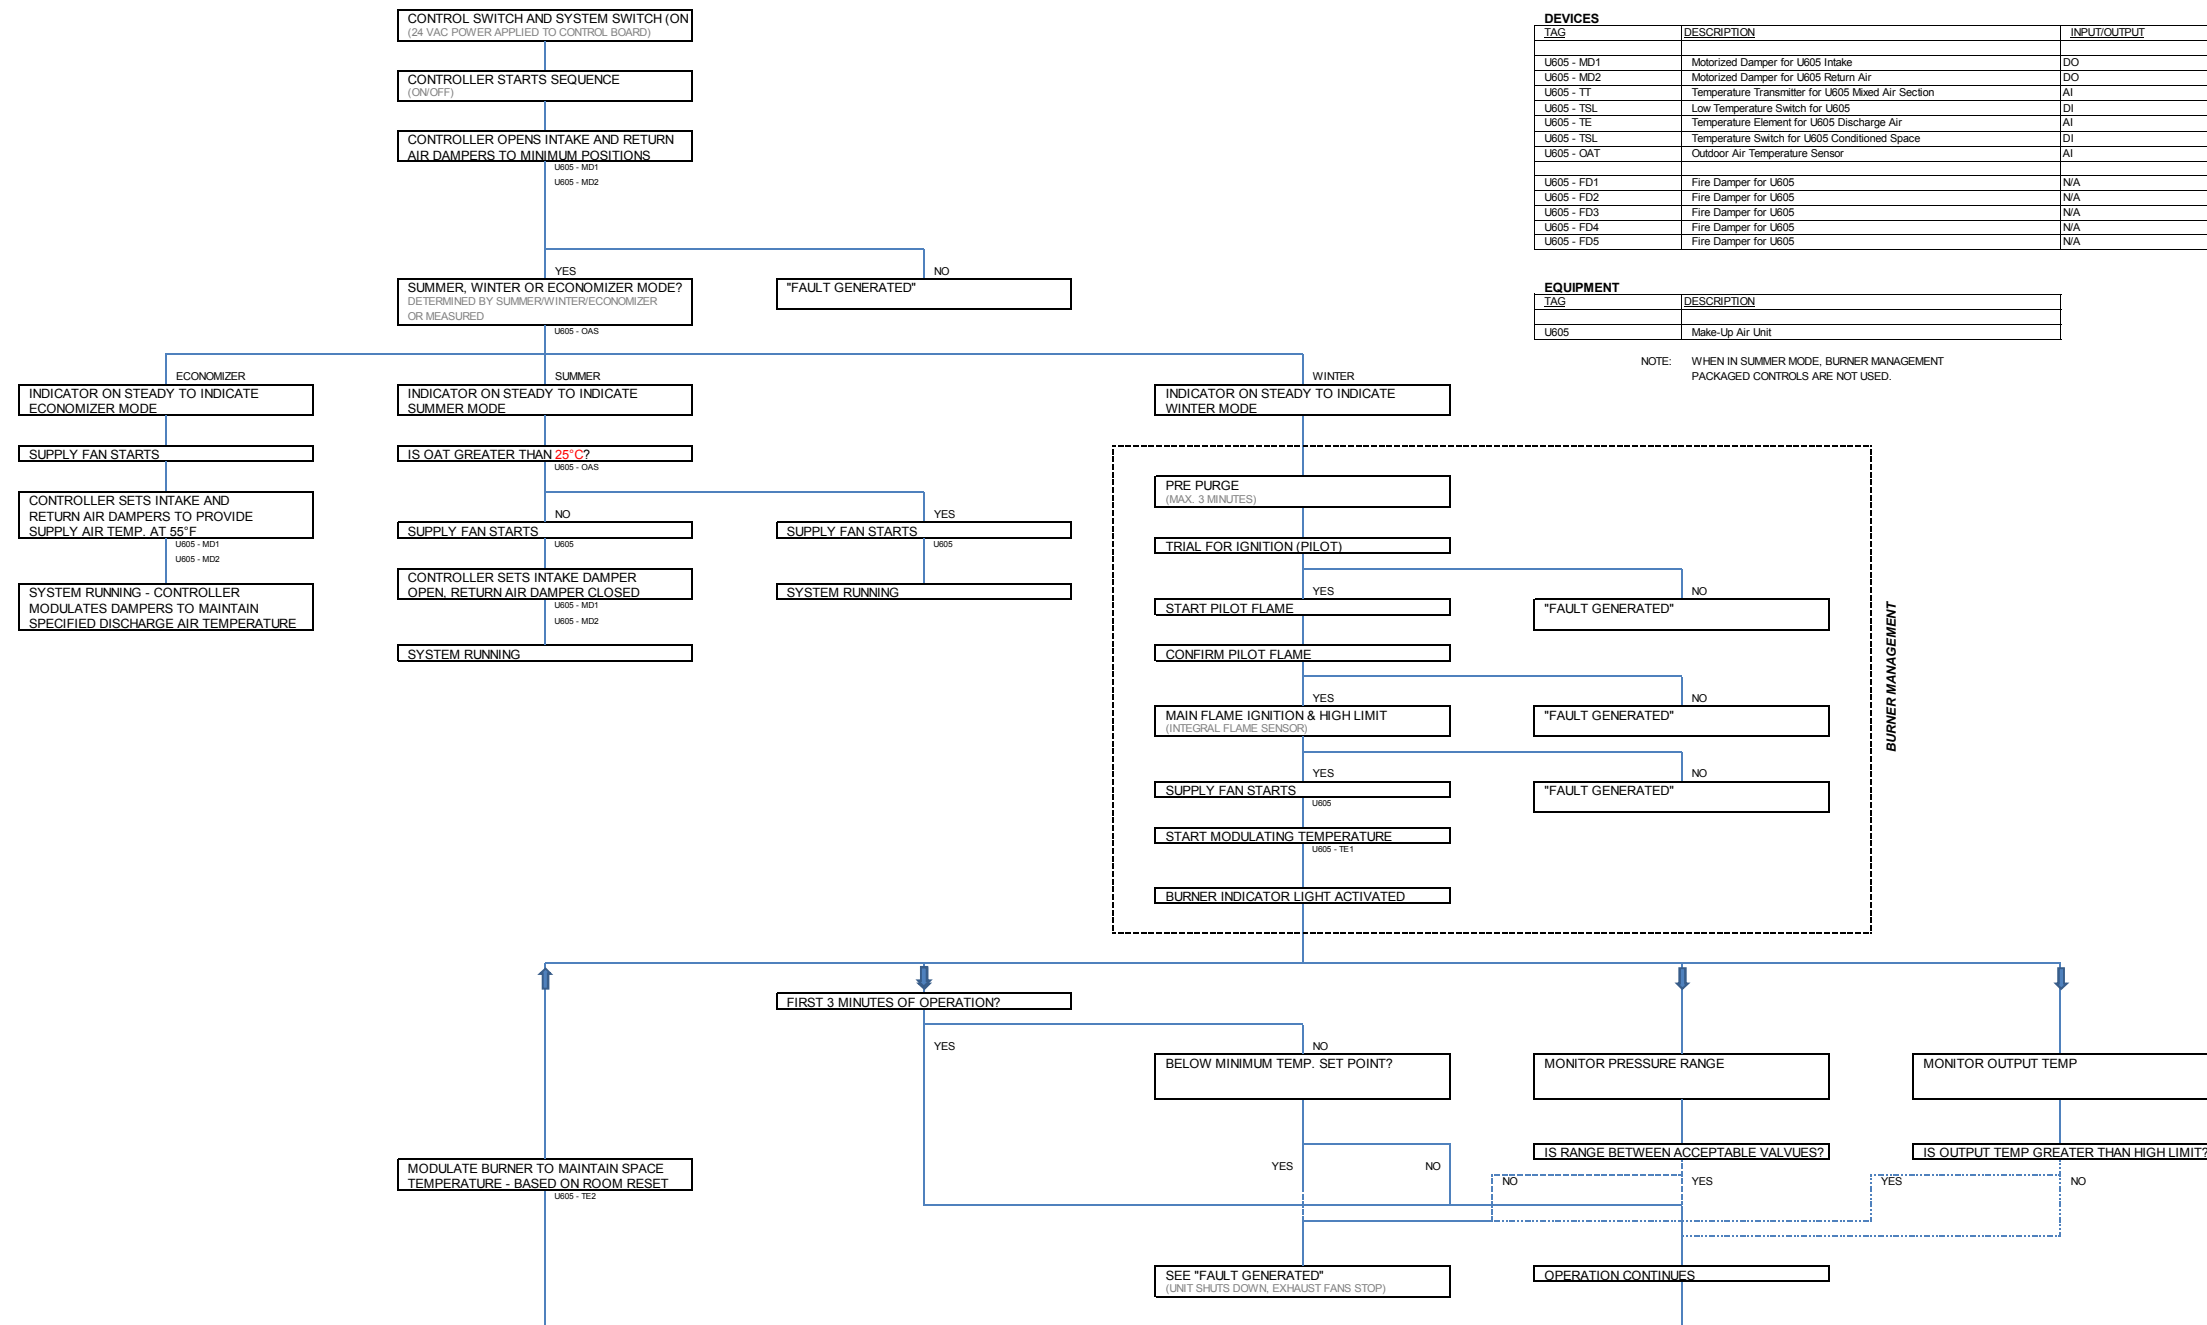 CONTROL SWITCH AND SYSTEM SWITCH (ON
(24 VAC POWER APPLIED TO CONTROL BOARD)
CONTROLLER STARTS SEQUENCE
(ON/OFF)
CONTROLLER OPENS INTAKE AND RETURN
AIR DAMPERS TO MINIMUM POSITIONS
U605 - MD1
U605 - MD2
YES
NO
SUMMER, WINTER OR ECONOMIZER MODE?
DETERMINED BY SUMMER/WINTER/ECONOMIZER
OR MEASURED
U605 - OAS
"FAULT GENERATED"
DEVICES
TAG DESCRIPTION INPUT/OUTPUT
U605 - MD1 Motorized Damper for U605 Intake DO
U605 - MD2 Motorized Damper for U605 Return Air DO
U605 - TT Temperature Transmitter for U605 Mixed Air Section AI
U605 - TSL Low Temperature Switch for U605 DI
U605 - TE Temperature Element for U605 Discharge Air AI
U605 - TSL Temperature Switch for U605 Conditioned Space DI
U605 - OAT Outdoor Air Temperature Sensor AI
U605 - FD1 Fire Damper for U605 N/A
U605 - FD2 Fire Damper for U605 N/A
U605 - FD3 Fire Damper for U605 N/A
U605 - FD4 Fire Damper for U605 N/A
U605 - FD5 Fire Damper for U605 N/A
EQUIPMENT
TAG DESCRIPTION
U605 Make-Up Air Unit
NOTE: WHEN IN SUMMER MODE, BURNER MANAGEMENT
PACKAGED CONTROLS ARE NOT USED.
ECONOMIZER
INDICATOR ON STEADY TO INDICATE
ECONOMIZER MODE
SUPPLY FAN STARTS
CONTROLLER SETS INTAKE AND
RETURN AIR DAMPERS TO PROVIDE
SUPPLY AIR TEMP. AT 55°F
U605 - MD1
U605 - MD2
SYSTEM RUNNING - CONTROLLER
MODULATES DAMPERS TO MAINTAIN
SPECIFIED DISCHARGE AIR TEMPERATURE
SUMMER
INDICATOR ON STEADY TO INDICATE
SUMMER MODE
IS OAT GREATER THAN 25°C?
U605 - OAS
NO
SUPPLY FAN STARTS
U605
CONTROLLER SETS INTAKE DAMPER
OPEN, RETURN AIR DAMPER CLOSED
U605 - MD1
U605 - MD2
SYSTEM RUNNING
YES
SUPPLY FAN STARTS
U605
SYSTEM RUNNING
WINTER
INDICATOR ON STEADY TO INDICATE
WINTER MODE
PRE PURGE
(MAX. 3 MINUTES)
TRIAL FOR IGNITION (PILOT)
YES
NO
START PILOT FLAME
"FAULT GENERATED"
CONFIRM PILOT FLAME
YES
NO
MAIN FLAME IGNITION & HIGH LIMIT
(INTEGRAL FLAME SENSOR)
"FAULT GENERATED"
YES
NO
SUPPLY FAN STARTS
U605
"FAULT GENERATED"
START MODULATING TEMPERATURE
U605 - TE1
BURNER INDICATOR LIGHT ACTIVATED
BURNER MANAGEMENT
FIRST 3 MINUTES OF OPERATION?
YES
NO
BELOW MINIMUM TEMP. SET POINT?
MONITOR PRESSURE RANGE
MONITOR OUTPUT TEMP
IS RANGE BETWEEN ACCEPTABLE VALVUES?
IS OUTPUT TEMP GREATER THAN HIGH LIMIT?
MODULATE BURNER TO MAINTAIN SPACE
TEMPERATURE - BASED ON ROOM RESET
U605 - TE2
YES
NO
NO
YES
YES
NO
SEE "FAULT GENERATED"
(UNIT SHUTS DOWN, EXHAUST FANS STOP)
OPERATION CONTINUES